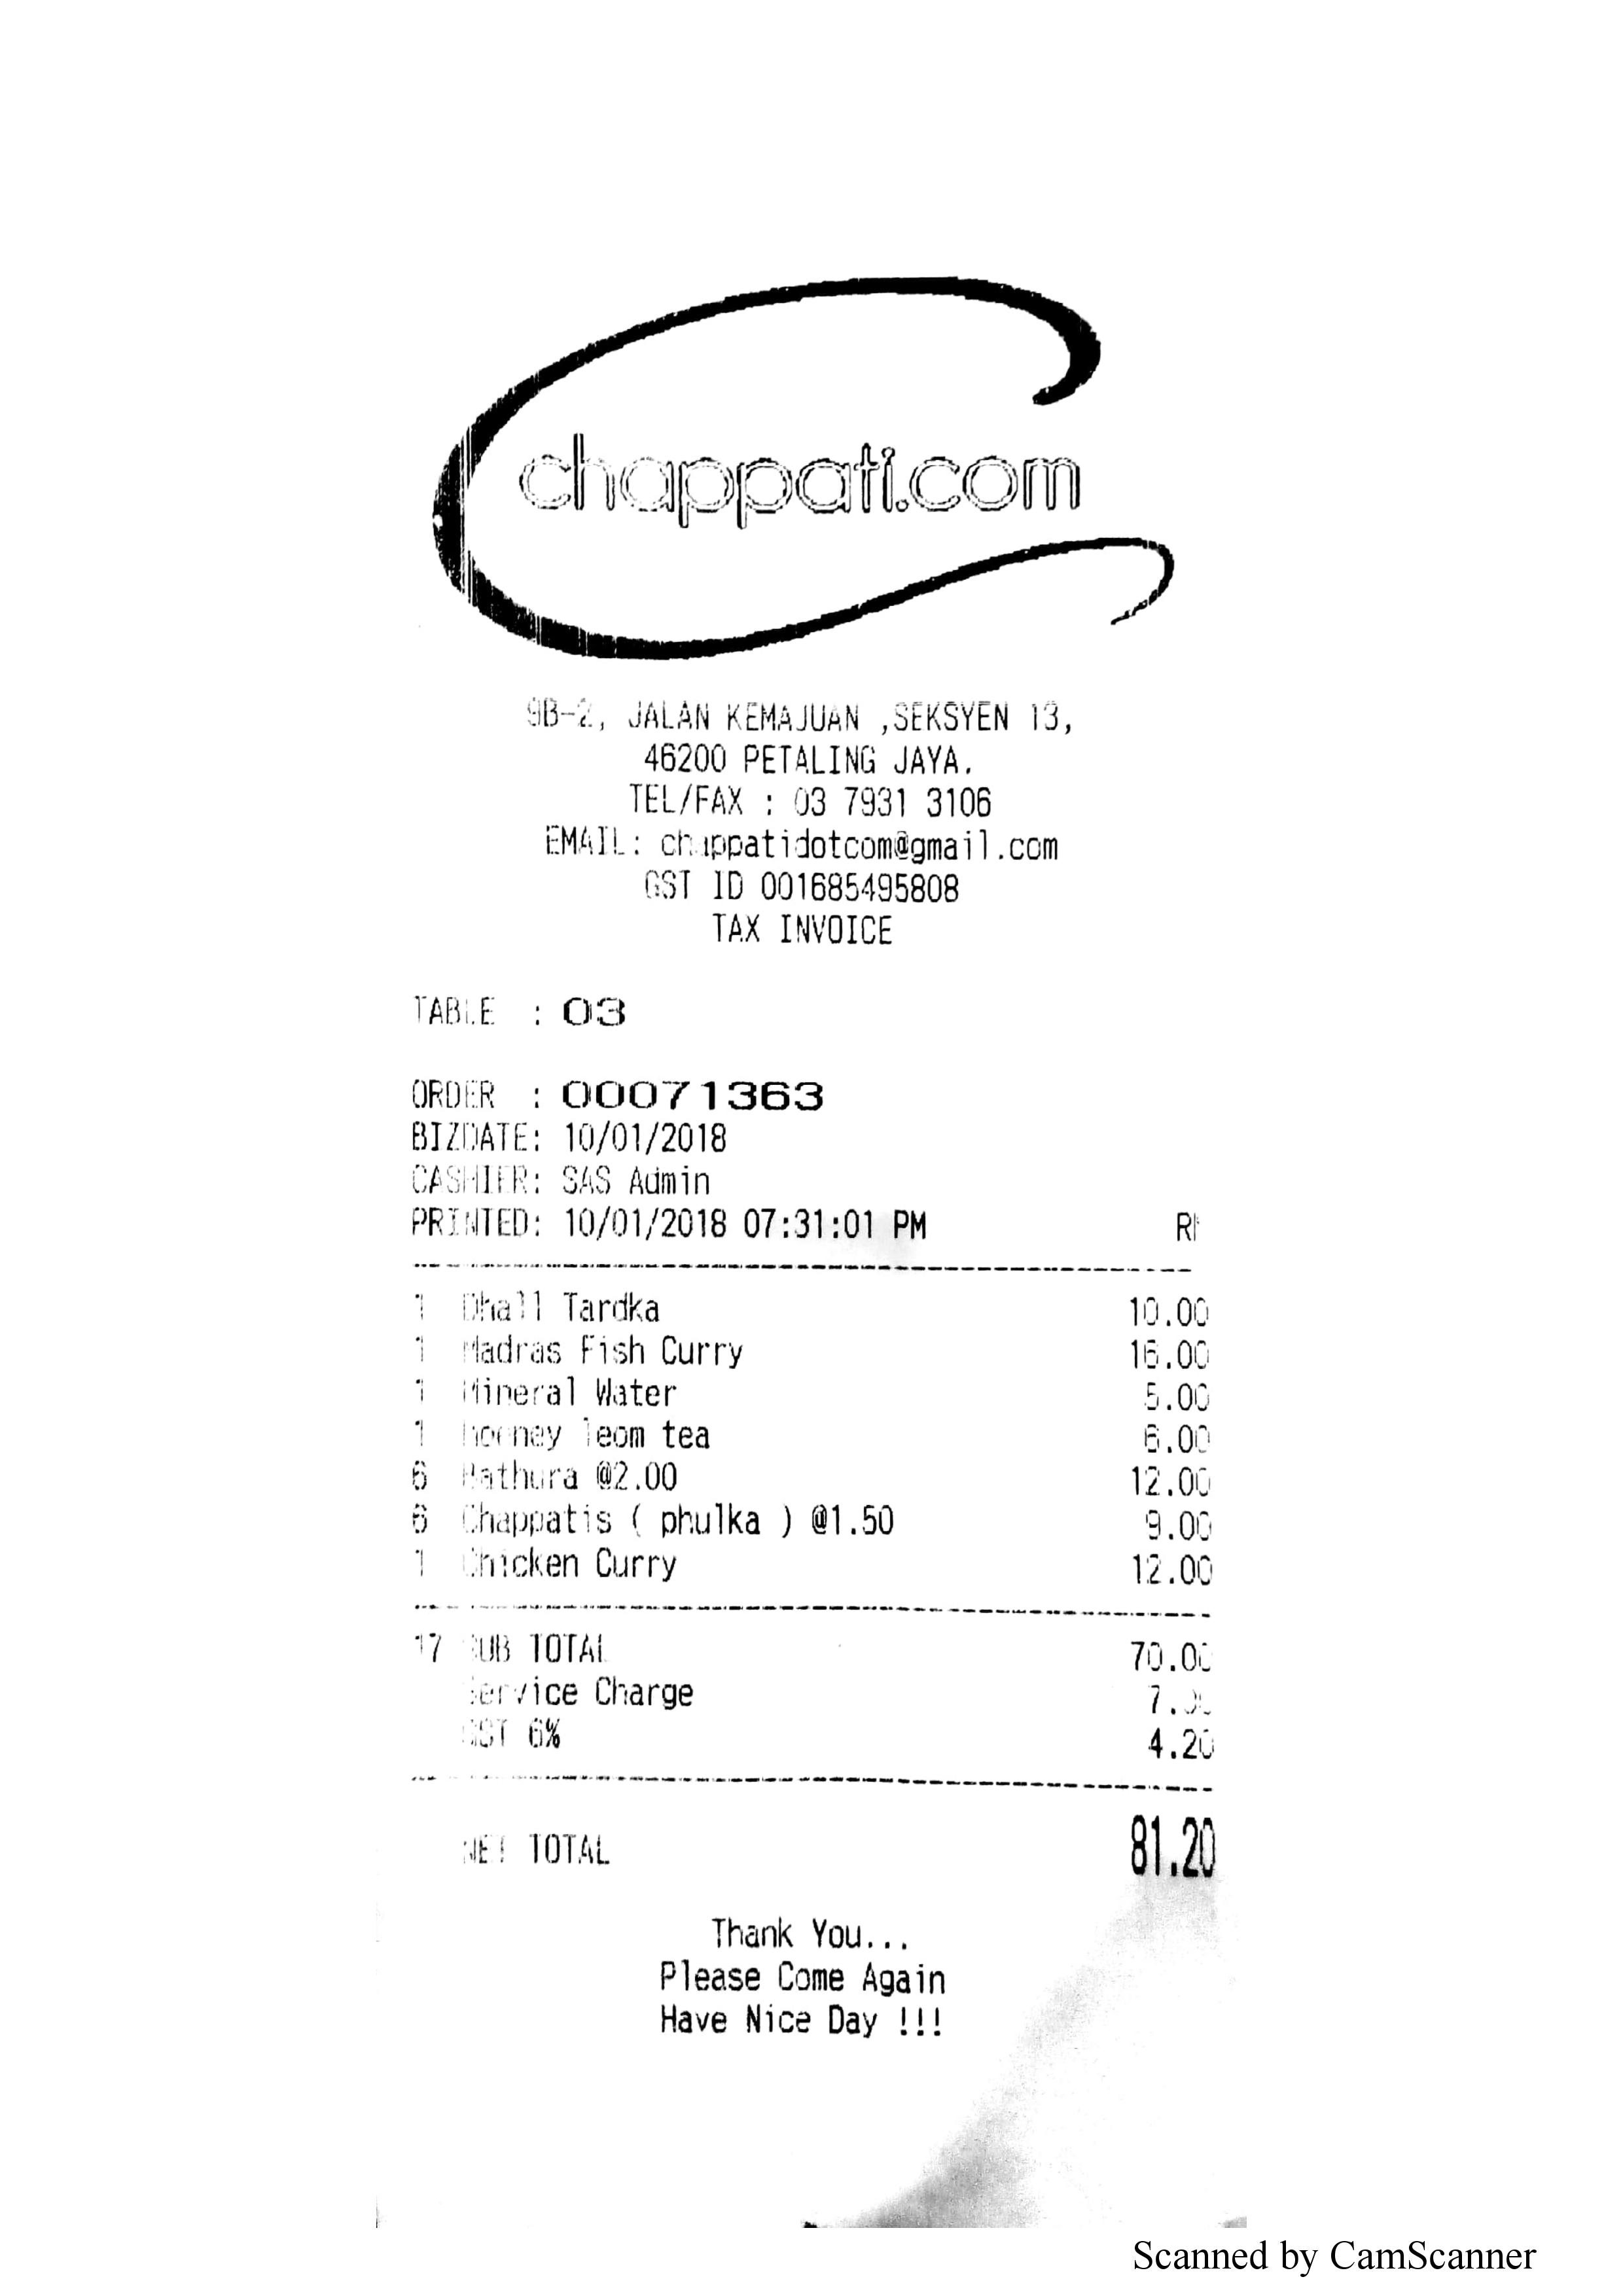 chappati.com
9B-2, JALAN KEMAJUAN ,SEKSYEN 13,
46200 PETALING JAYA.
TEL/FAX : 03 7931 3106
EMAIL: chappatidotcom@gmail.com
GST ID 001685495808
TAX INVOICE
TABLE : 03
ORDER : 00071363
BIZDATE: 10/01/2018
CASHIER: SAS Admin
PRINTED: 10/01/2018 07:31:01 PM
1 Dhall Tardka 10.00
1 Madras Fish Curry 16.00
1 Mineral Water 5.00
1 leom tea 6.00
6 Bathura @2.00 12.00
6 Chappatis ( phulka ) @1.50 9.00
1 Chicken Curry 12.00
17 SUB TOTAL 70.00
Service Charge 7.00
GST 6% 4.20
NET TOTAL 81.20
Thank You...
Please Come Again
Have Nice Day !!!
Scanned by CamScanner